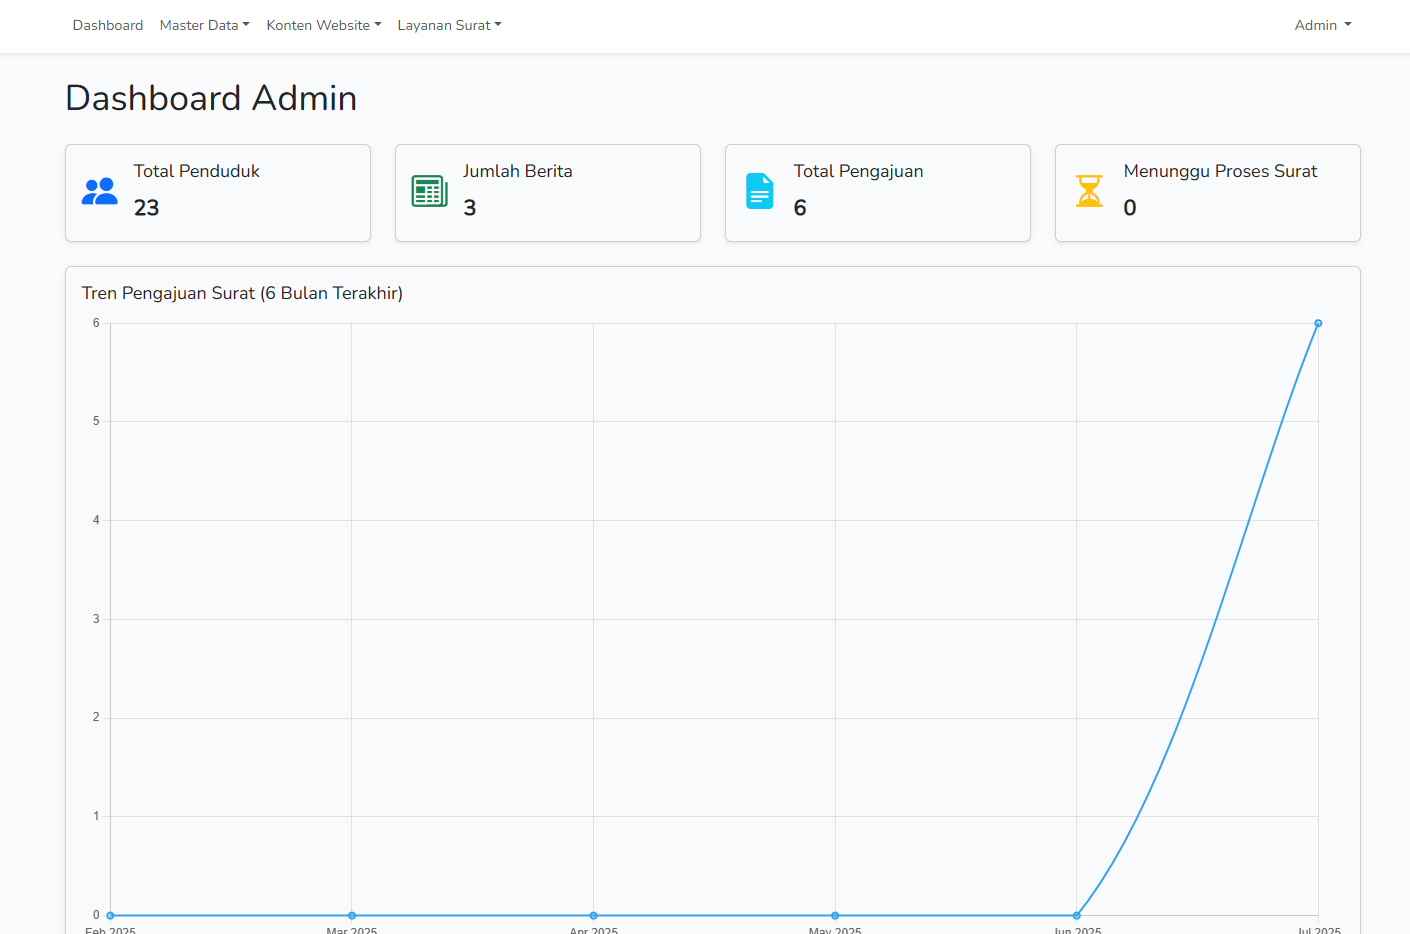 Dashboard Master Data Konten Website Layanan Surat Admin
Dashboard Admin
Total Penduduk
23
Jumlah Berita
3
Total Pengajuan
6
Menunggu Proses Surat
0
Tren Pengajuan Surat (6 Bulan Terakhir)
6
5
4
3
2
1
0
Feb 2025 Mar 2025 Apr 2025 May 2025 Jun 2025 Jul 2025